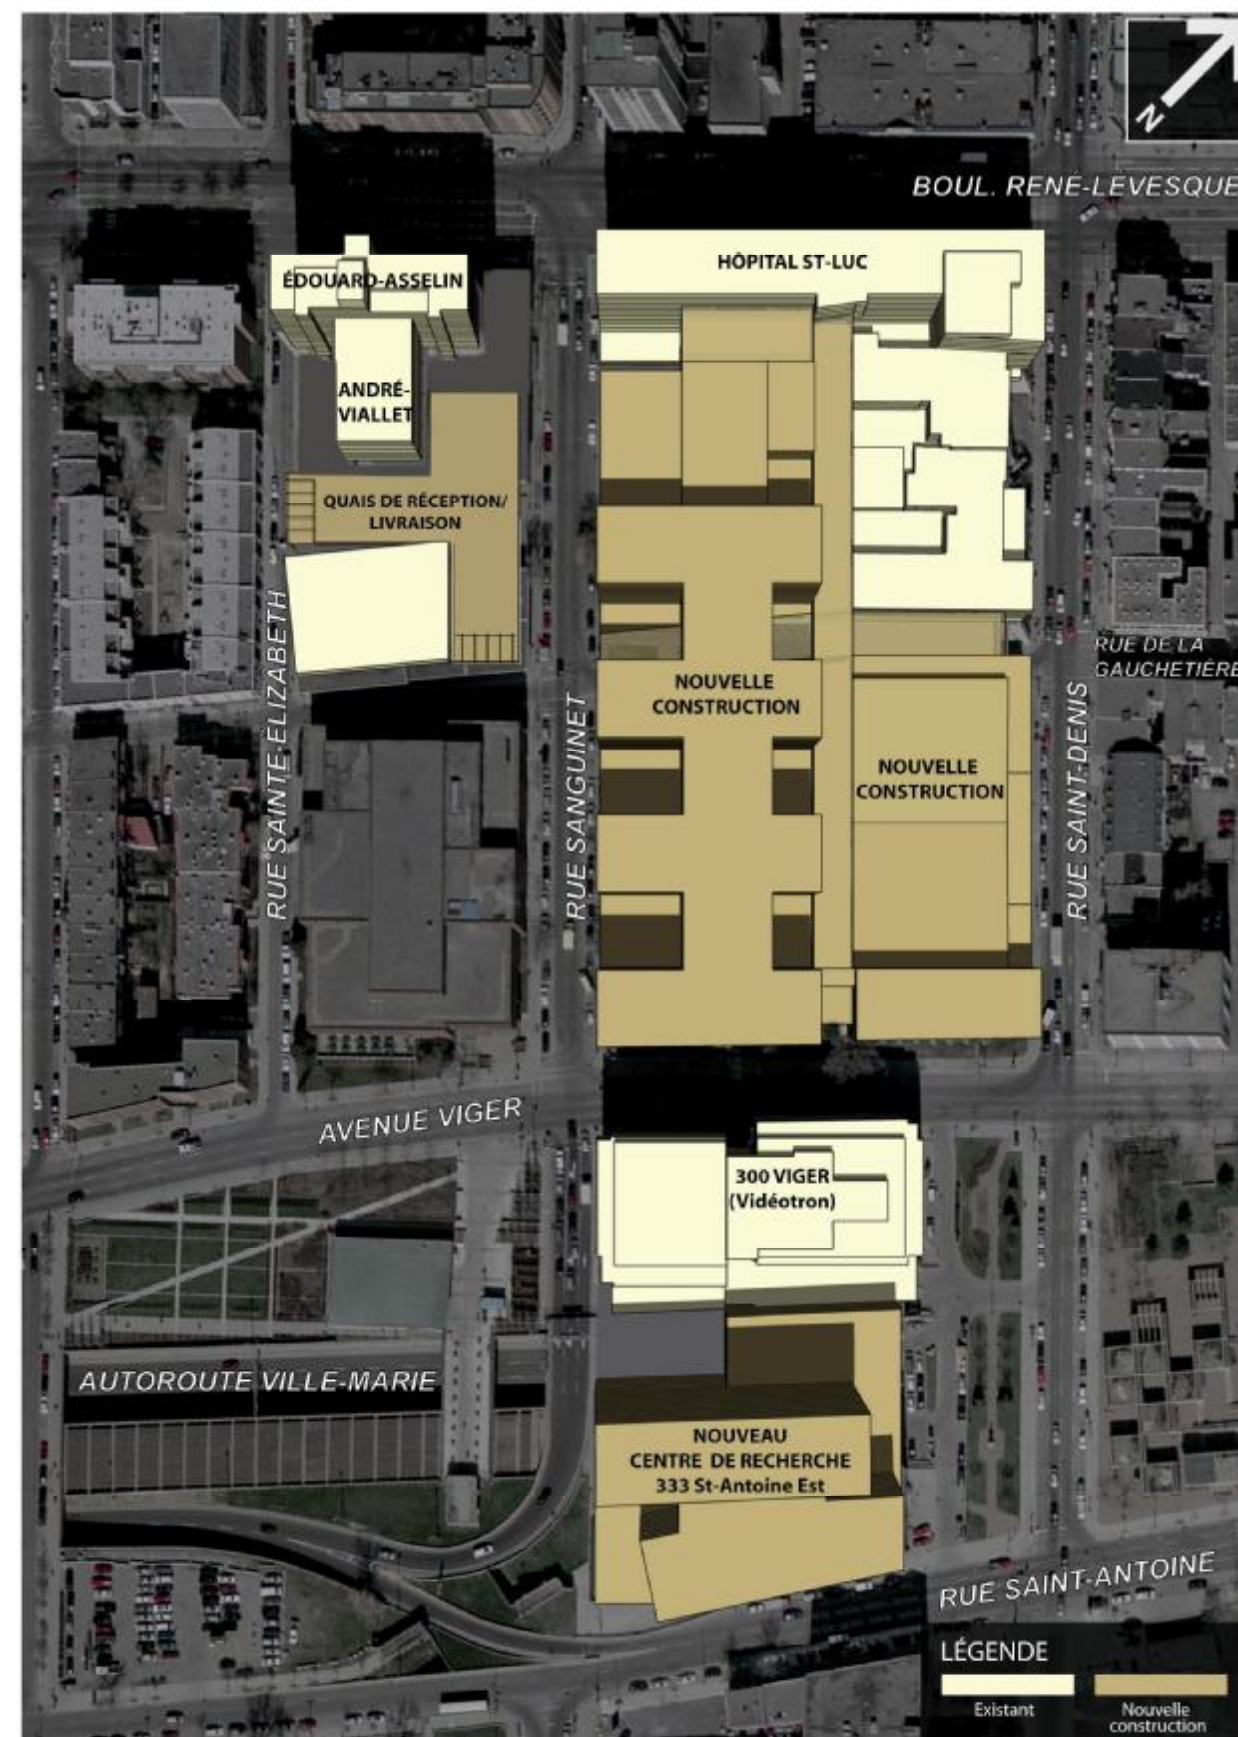 N
BOUL. RENE-LEVESQUE
HÔPITAL ST-LUC
ÉDOUARD-ASSELIN
ANDRÉ-
VIALLET
QUAIS DE RÉCEPTION/
LIVRAISON
RUE SAINTE-ÉLIZABETH
RUE SANGUINET
NOUVELLE
CONSTRUCTION
NOUVELLE
CONSTRUCTION
RUE SAINT-DENIS
RUE DE LA
GAUCHETIÈRE
AVENUE VIGER
300 VIGER
(Vidéotron)
AUTOROUTE VILLE-MARIE
NOUVEAU
CENTRE DE RECHERCHE
333 St-Antoine Est
RUE SAINT-ANTOINE
LÉGENDE
Existant
Nouvelle
construction